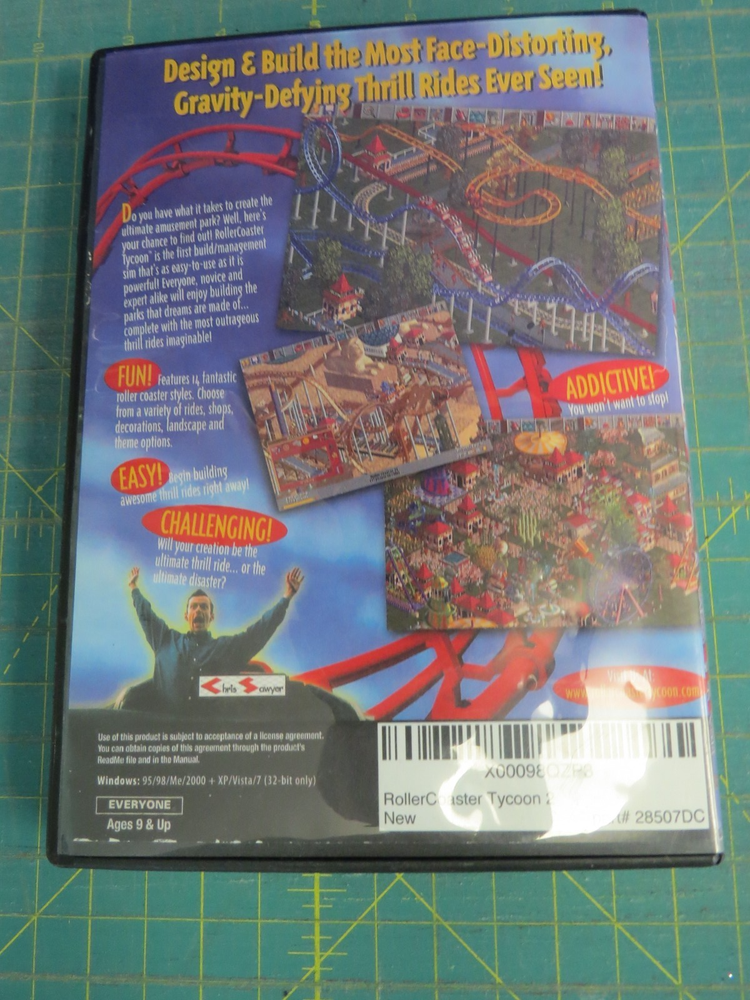 Design & Build the Most Face-Distorting,
Gravity-Defying Thrill Rides Ever Seen!
Do you have what it takes to create the
ultimate amusement park? Well, here's
your chance to find out! RollerCoaster
Tycoon™ is the first build/management
sim that's as easy-to-use as it is
powerful! Everyone, novice and
expert alike will enjoy building the
parks that dreams are made of...
complete with the most outrageous
thrill rides imaginable!
FUN! Features 14 fantastic
roller coaster styles. Choose
from a variety of rides, shops,
decorations, landscape and
theme options.
EASY! Begin building
awesome thrill rides right away!
CHALLENGING!
Will your creation be the
ultimate thrill ride... or the
ultimate disaster?
ADDICTIVE!
You won't want to stop!
Chris Sawyer
Visit
www. tycoon.com
Use of this product is subject to acceptance of a license agreement.
You can obtain copies of this agreement through the product's
ReadMe file and in the Manual.
Windows: 95/98/Me/2000 + XP/Vista/7 (32-bit only)
EVERYONE
Ages 9 & Up
RollerCoaster Tycoon
New 28507DC